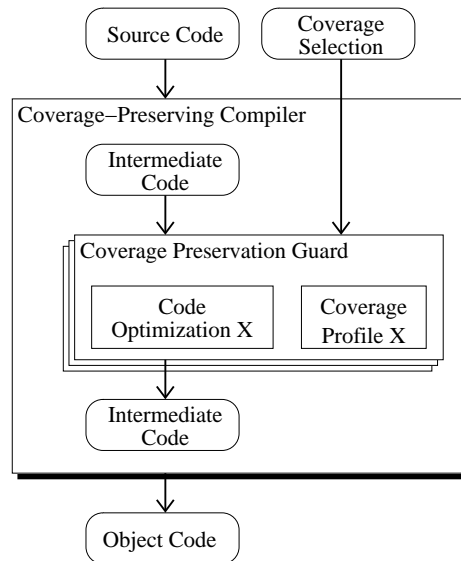 Source Code
Coverage
Selection
Coverage–Preserving Compiler
Intermediate
Code
Coverage Preservation Guard
Code
Optimization X
Coverage
Profile X
Intermediate
Code
Object Code